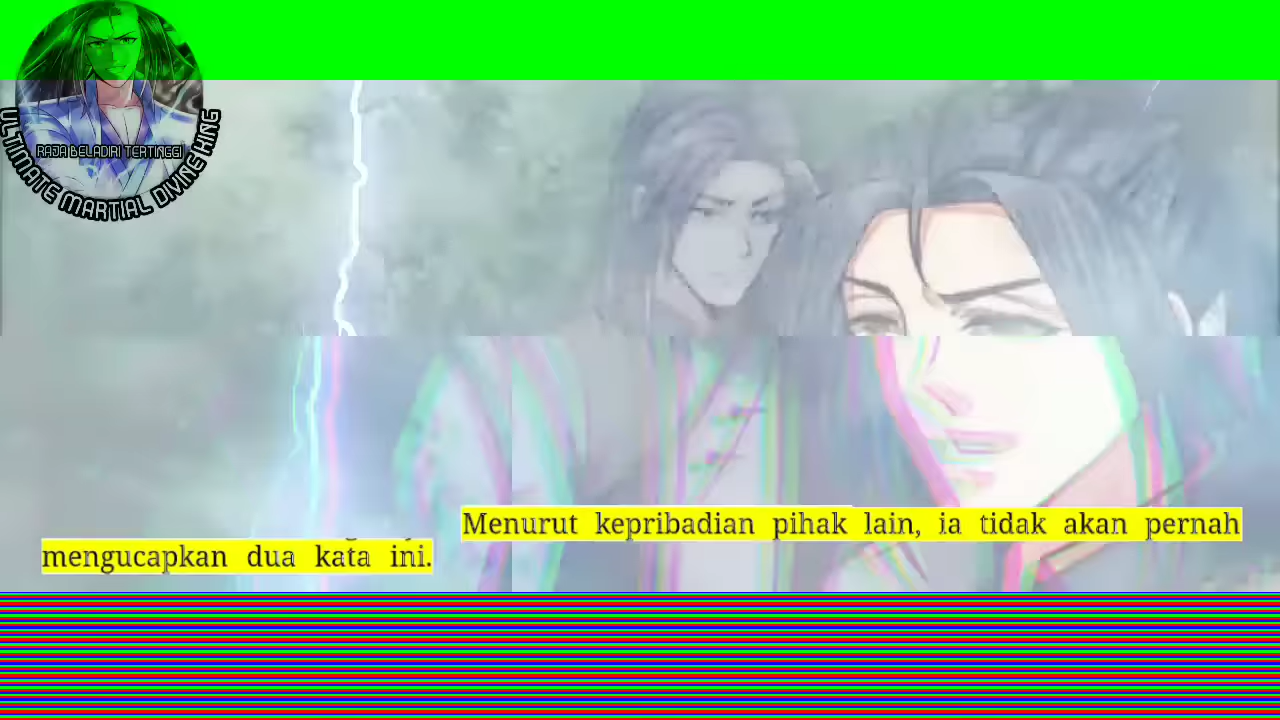 RAJA BELADIRI TERTINGGI
ULTIMATE MARTIAL DIVINE KING
Menurut kepribadian pihak lain, ia tidak akan pernah
mengucapkan dua kata ini.